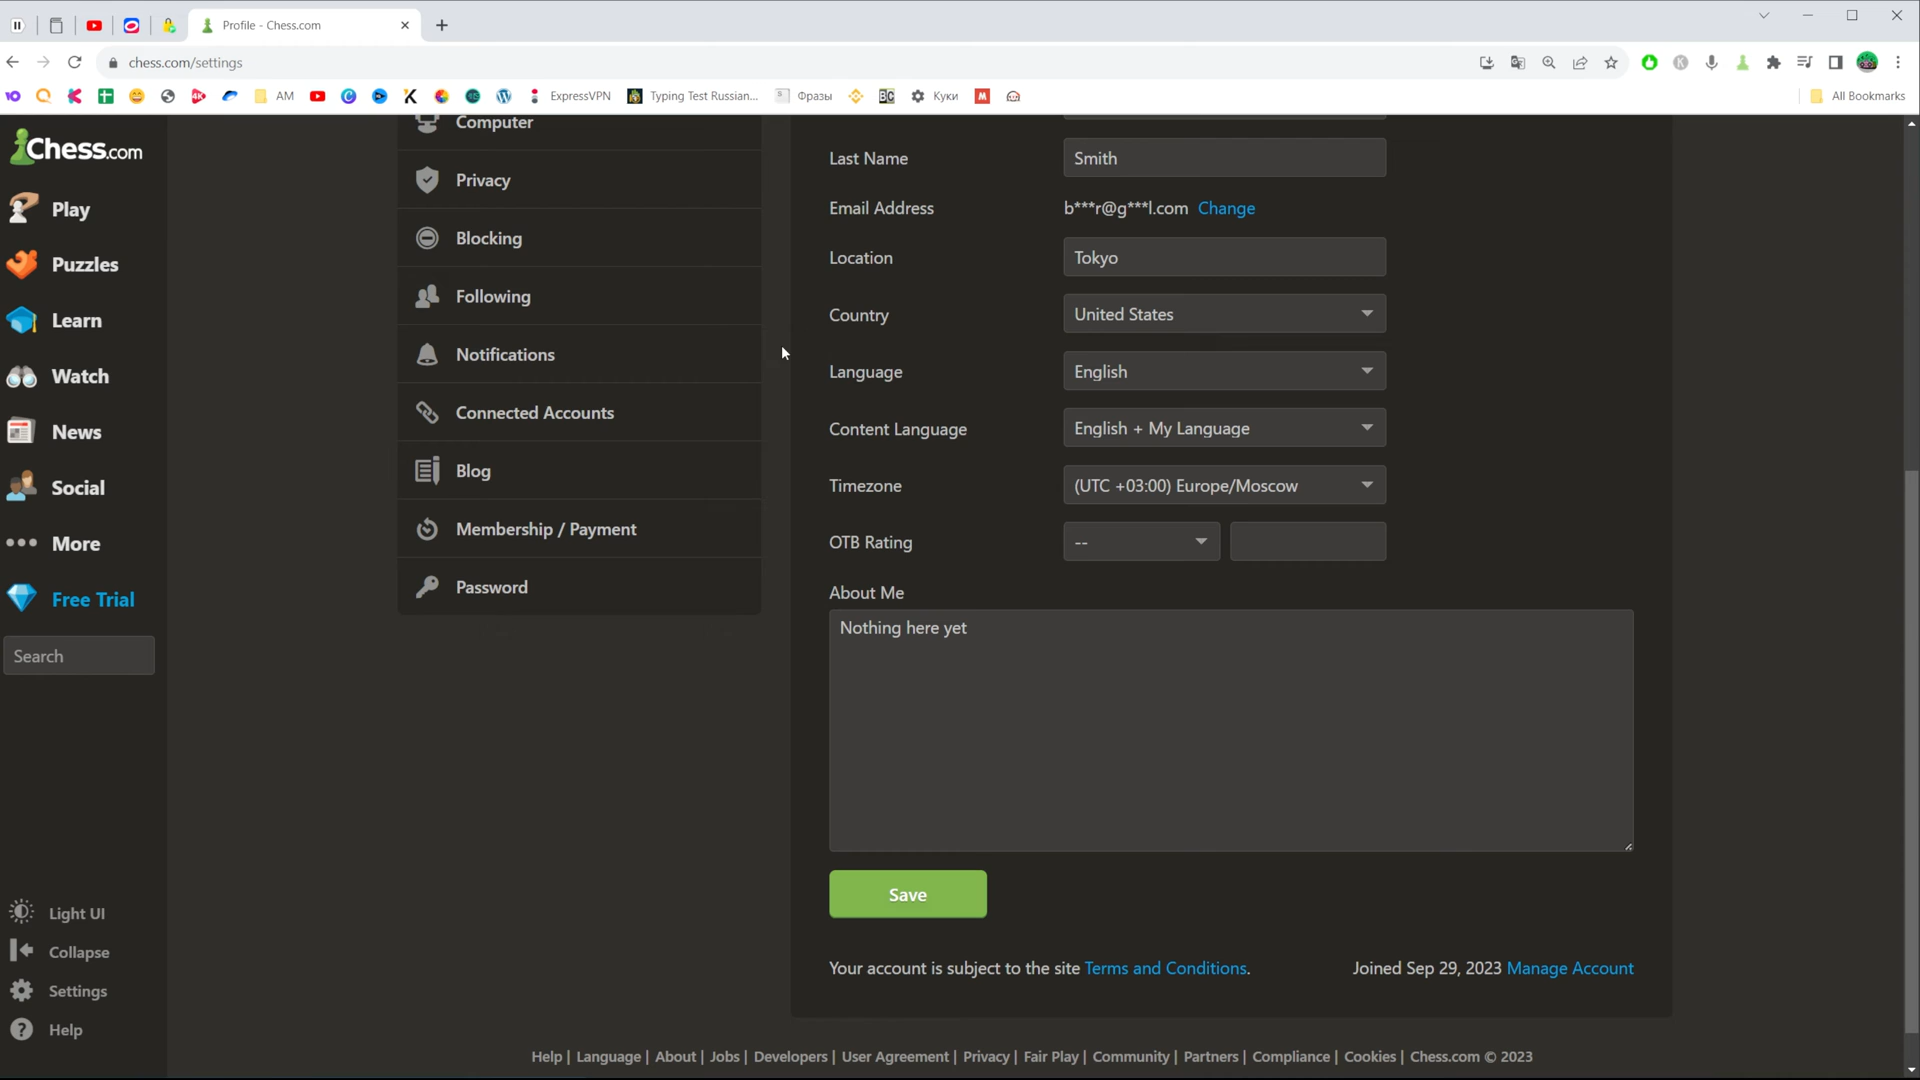 Profile - Chess.com
chess.com/settings
AM
ExpressVPN
Typing Test Russian...
Фразы
Куки
All Bookmarks
Chess.com
Play
Puzzles
Learn
Watch
News
Social
More
Free Trial
Search
Light UI
Collapse
Settings
Help
Computer
Privacy
Blocking
Following
Notifications
Connected Accounts
Blog
Membership / Payment
Password
Last Name Smith
Email Address b***r@g***l.com Change
Location Tokyo
Country United States
Language English
Content Language English + My Language
Timezone (UTC +03:00) Europe/Moscow
OTB Rating --
About Me
Nothing here yet
Save
Your account is subject to the site Terms and Conditions. Joined Sep 29, 2023 Manage Account
Help | Language | About | Jobs | Developers | User Agreement | Privacy | Fair Play | Community | Partners | Compliance | Cookies | Chess.com © 2023